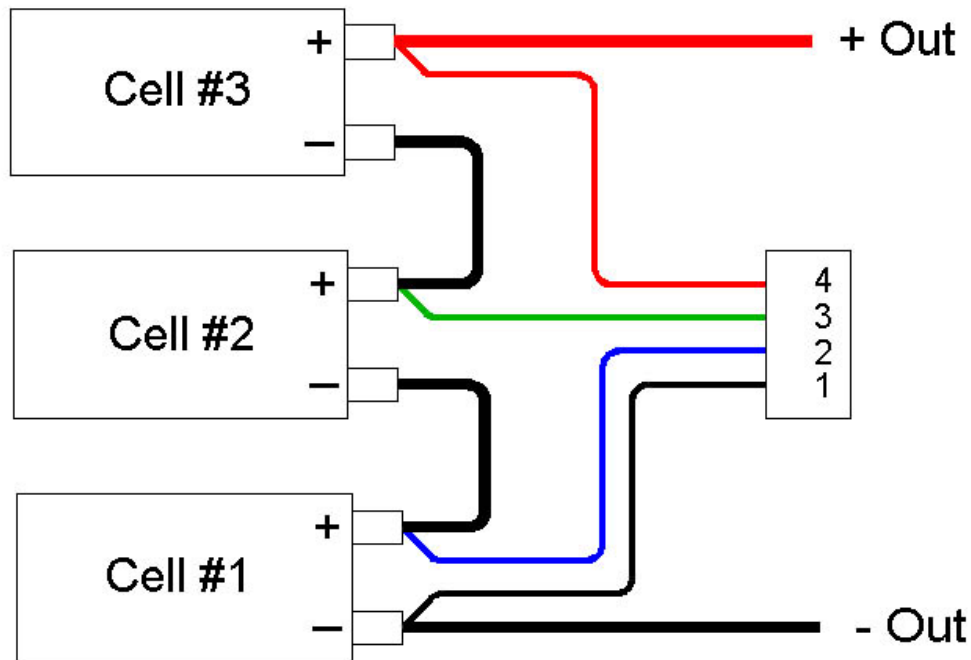 + Out
+
Cell #3
−
4
3
2
1
+
Cell #2
−
+
Cell #1
−
- Out